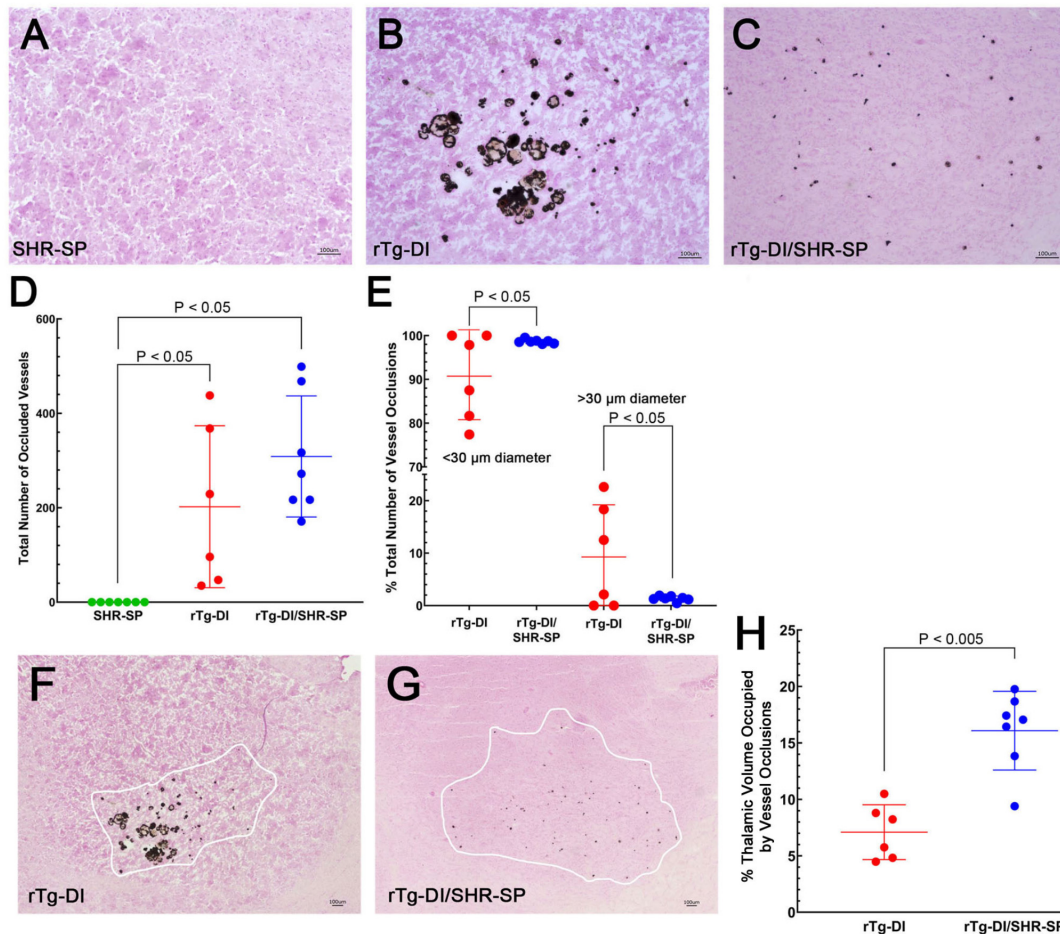 A
SHR-SP
100um
B
rTg-DI
100um
C
rTg-DI/SHR-SP
100um
D
P < 0.05
P < 0.05
Total Number of Occluded Vessels
600
400
200
0
SHR-SP
rTg-DI
rTg-DI/SHR-SP
E
P < 0.05
% Total Number of Vessel Occlusions
100
90
80
70
<30 µm diameter
>30 µm diameter
P < 0.05
20
10
0
rTg-DI
rTg-DI/
SHR-SP
rTg-DI
rTg-DI/
SHR-SP
F
rTg-DI
100um
G
rTg-DI/SHR-SP
100um
H
P < 0.005
% Thalamic Volume Occupied
by Vessel Occlusions
25
20
15
10
5
0
rTg-DI
rTg-DI/SHR-SP